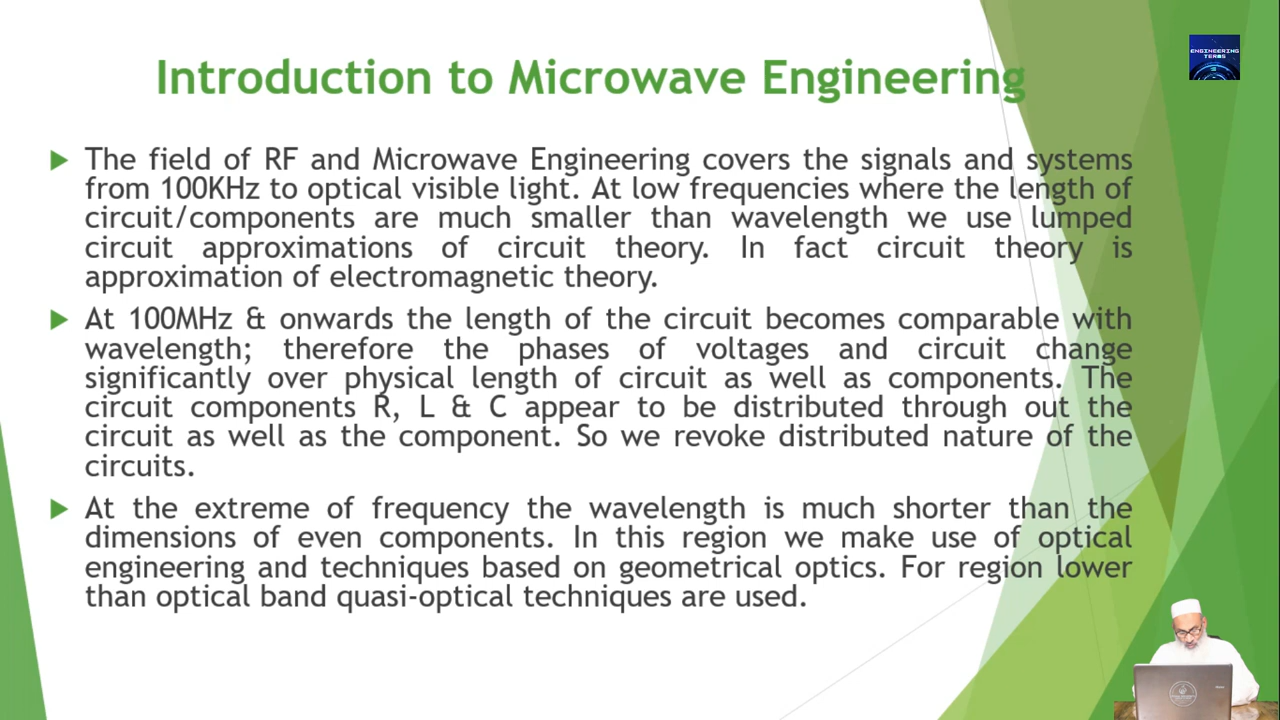 ENGINEERING
TERMS
Introduction to Microwave Engineering
The field of RF and Microwave Engineering covers the signals and systems
from 100KHz to optical visible light. At low frequencies where the length of
circuit/components are much smaller than wavelength we use lumped
circuit approximations of circuit theory. In fact circuit theory is
approximation of electromagnetic theory.
At 100MHz & onwards the length of the circuit becomes comparable with
wavelength; therefore the phases of voltages and circuit change
significantly over physical length of circuit as well as components. The
circuit components R, L & C appear to be distributed through out the
circuit as well as the component. So we revoke distributed nature of the
circuits.
At the extreme of frequency the wavelength is much shorter than the
dimensions of even components. In this region we make use of optical
engineering and techniques based on geometrical optics. For region lower
than optical band quasi-optical techniques are used.